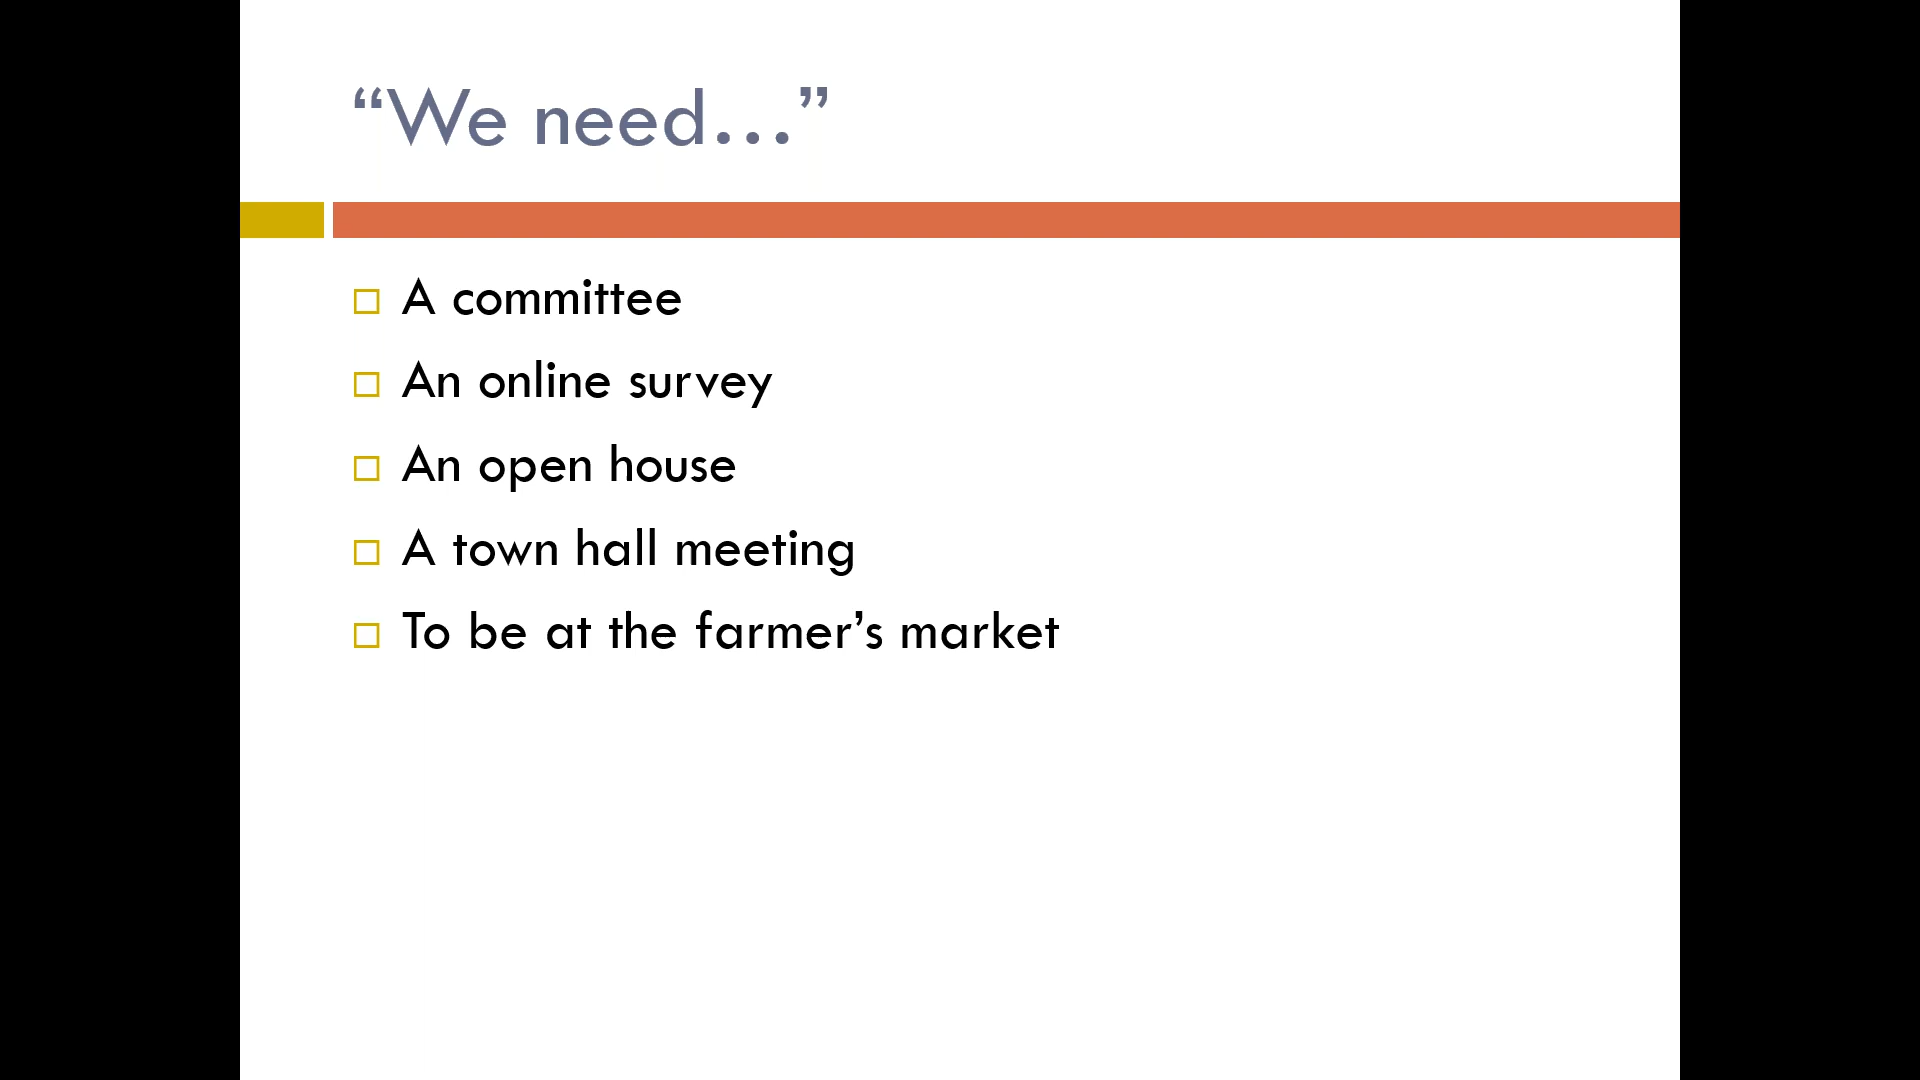 “We need…”
A committee
An online survey
An open house
A town hall meeting
To be at the farmer’s market